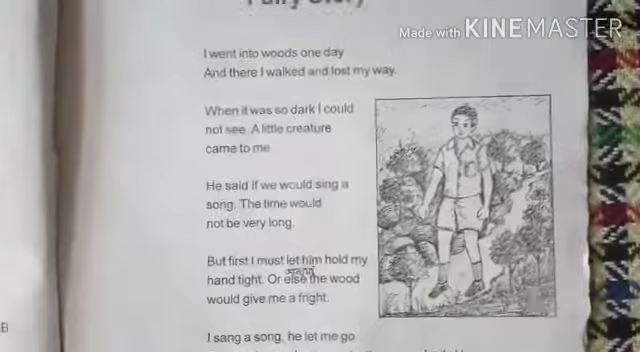 Fairy Story
Made with KINEMASTER
I went into woods one day
And there I walked and lost my way.
When it was so dark I could
not see. A little creature
came to me
He said if we would sing a
song. The time would
not be very long.
But first I must let him hold my
hand tight. Or else the wood
would give me a fright.
I sang a song, he let me go
B